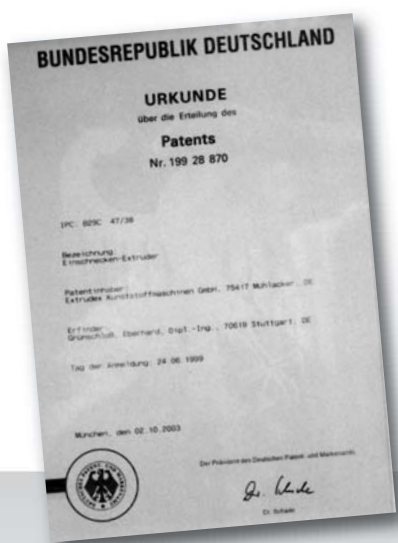 BUNDESREPUBLIK DEUTSCHLAND
URKUNDE
über die Erteilung des
Patents
Nr. 199 28 870
IPC: B29C 47/38
Bezeichnung:
Einschnecken-Extruder
Patentinhaber:
Extrudex Kunststoffmaschinen GmbH, 75417 Mühlacker, DE
Erfinder:
Grünschloß, Eberhard, Dipl.-Ing., 70619 Stuttgart, DE
Tag der Anmeldung: 24.06.1999
München, den 02.10.2003
Der Präsident des Deutschen Patent- und Markenamts
Dr. Schade
Dr. Schade